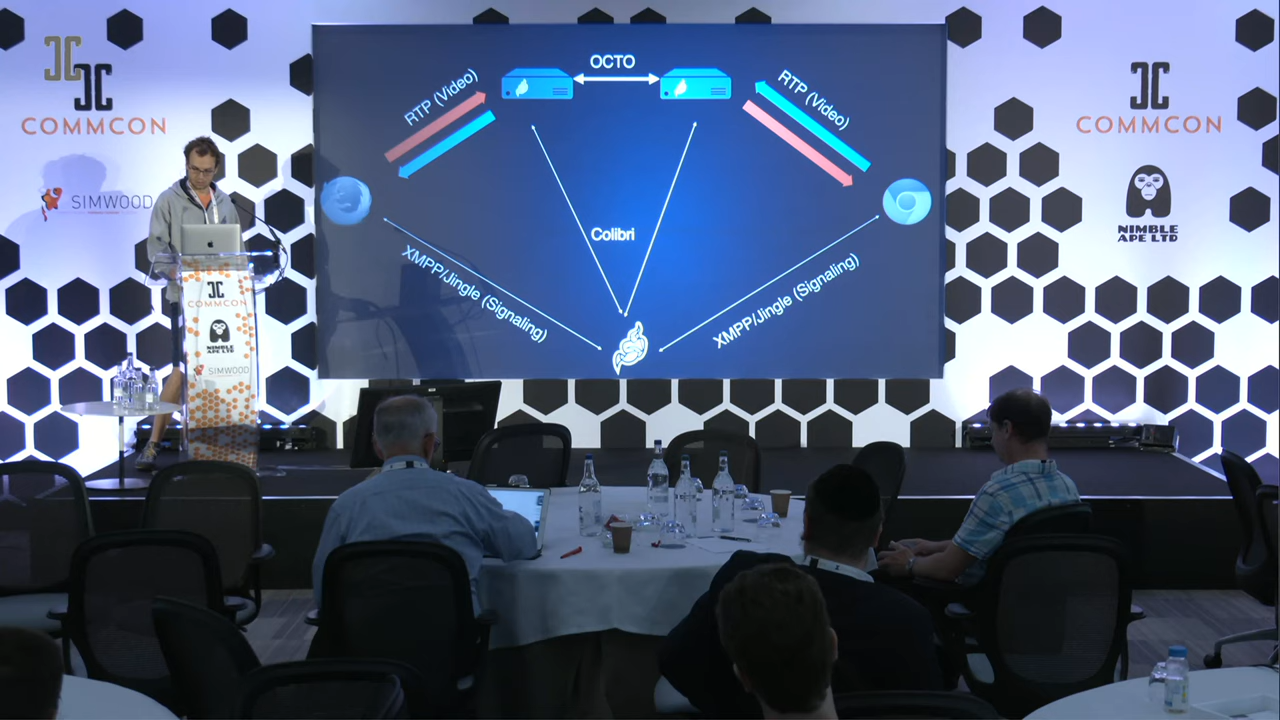 COMMCON
SIMWOOD
OCTO
RTP (Video)
RTP (Video)
Colibri
XMPP/Jingle (Signaling)
XMPP/Jingle (Signaling)
COMMCON
NIMBLE
APE LTD
COMMCON
NIMBLE
APE LTD
SIMWOOD